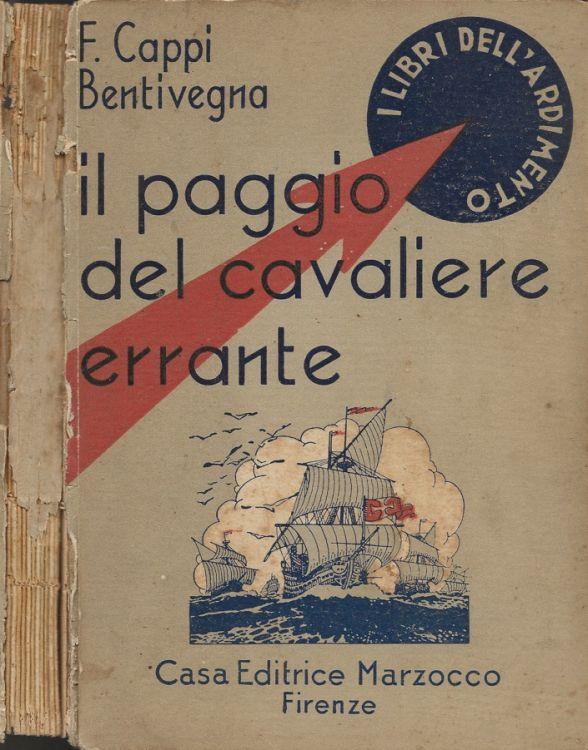 F. Cappi
Bentivegna
I LIBRI DELL'ARDIMENTO
il paggio
del cavaliere
errante
Casa Editrice Marzocco
Firenze